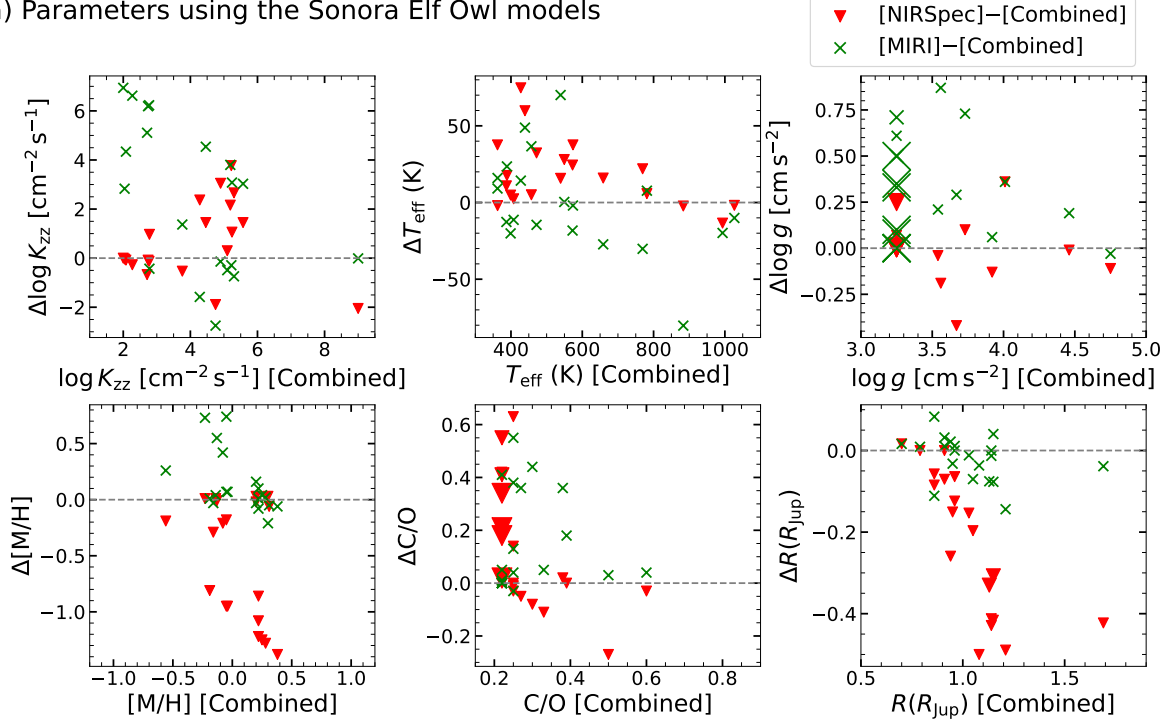 ) Parameters using the Sonora Elf Owl models
[NIRSpec]−[Combined]
[MIRI]−[Combined]
Δlog K_zz [cm⁻² s⁻¹]
6
4
2
0
−2
2 4 6 8
log K_zz [cm⁻² s⁻¹] [Combined]
ΔT_eff (K)
50
0
−50
400 600 800 1000
T_eff (K) [Combined]
Δlog g [cm s⁻²]
0.75
0.50
0.25
0.00
−0.25
3.0 3.5 4.0 4.5 5.0
log g [cm s⁻²] [Combined]
Δ[M/H]
0.5
0.0
−0.5
−1.0
−1.0 −0.5 0.0 0.5 1.0
[M/H] [Combined]
ΔC/O
0.6
0.4
0.2
0.0
−0.2
0.2 0.4 0.6 0.8
C/O [Combined]
ΔR(R_Jup)
0.0
−0.2
−0.4
0.5 1.0 1.5
R(R_Jup) [Combined]